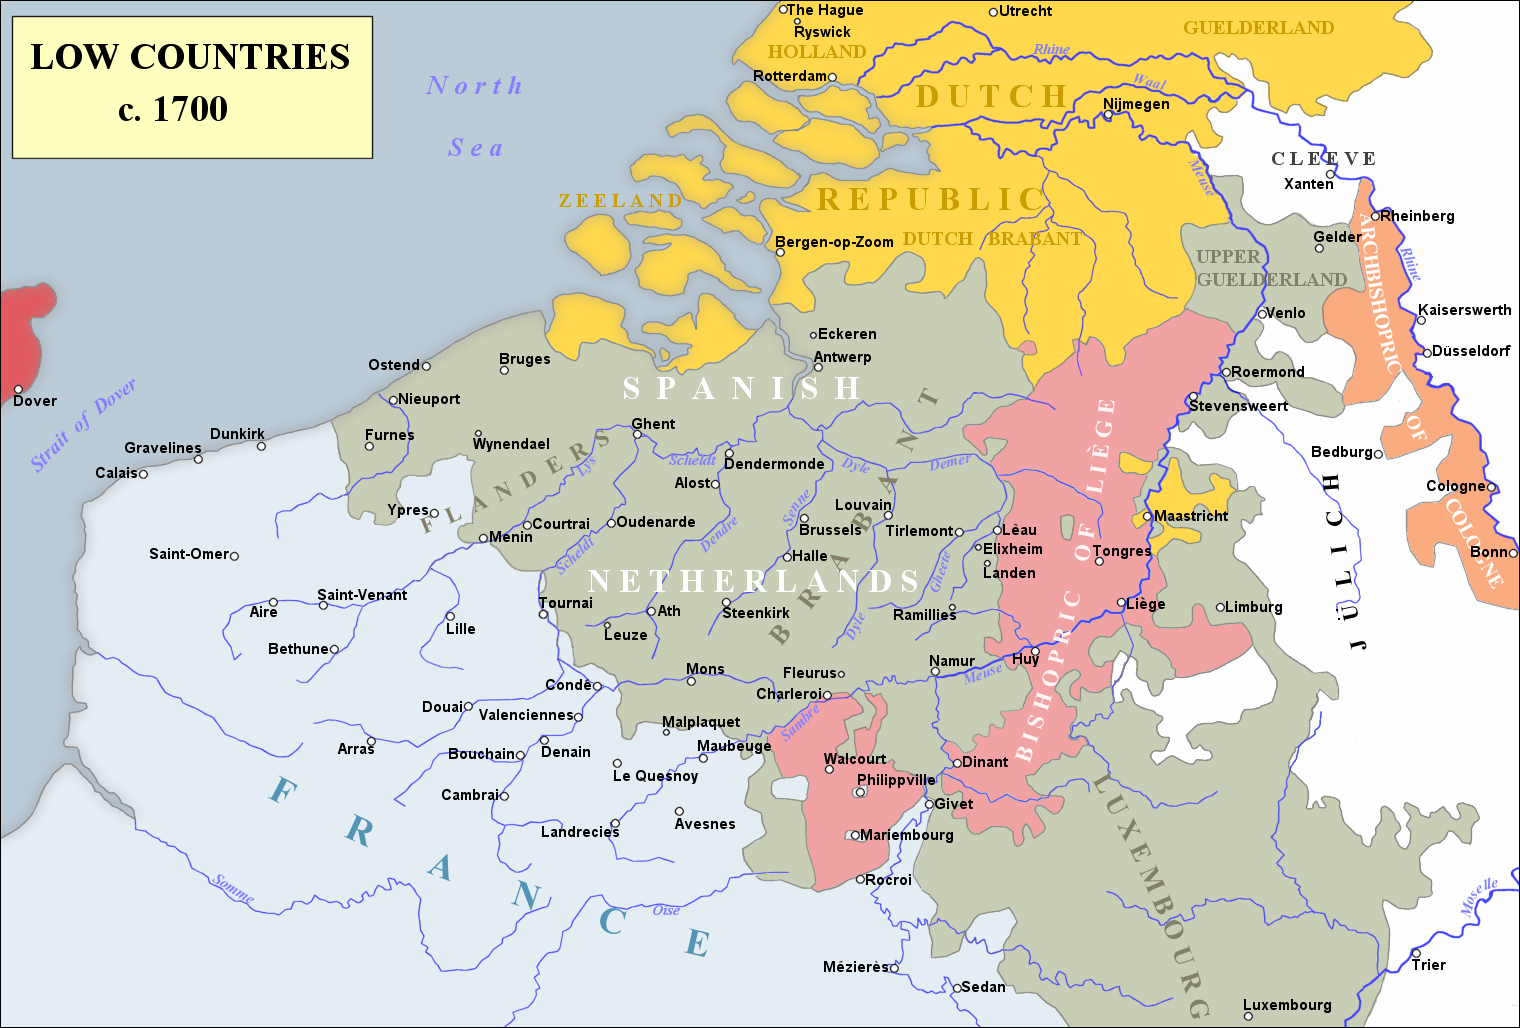 LOW COUNTRIES
c. 1700
North
Sea
Strait of Dover
Dover
The Hague
Ryswick
HOLLAND
Rotterdam
Utrecht
GUELDERLAND
Rhine
Waal
DUTCH
Nijmegen
REPUBLIC
Meuse
CLEEVE
Xanten
ZEELAND
Bergen-op-Zoom
DUTCH BRABANT
Rheinberg
Gelder
UPPER
GUELDERLAND
ARCHBISHOPRIC
OF
COLOGNE
Rhine
Venlo
Kaiserswerth
Düsseldorf
Eckeren
Antwerp
Roermond
Stevensweert
Ostend
Bruges
Nieuport
SPANISH
NETHERLANDS
Furnes
Wynendael
Ghent
Dunkirk
Gravelines
Calais
FLANDERS
Lys
Scheldt
Dendermonde
Dyle
Demer
BRABANT
Alost
Louvain
Senne
Bedburg
Cologne
Bonn
JÜLICH
Ypres
Courtrai
Oudenarde
Brussels
Tirlemont
Lèau
Maastricht
Menin
Scheldt
Dendre
Halle
Elixheim
Landen
Gheete
Tongres
BISHOPRIC OF LIÈGE
Saint-Omer
Saint-Venant
Aire
Tournai
Ath
Steenkirk
Ramillies
Liège
Limburg
Lille
Leuze
Dyle
Bethune
Mons
Fleurus
Namur
Huy
Meuse
Condê
Charleroi
Douai
Valenciennes
Malplaquet
Sambre
Arras
Bouchain
Denain
Maubeuge
Walcourt
Dinant
Le Quesnoy
Philippville
Cambrai
Givet
Landrecies
Avesnes
Mariembourg
FRANCE
LUXEMBOURG
Somme
Oise
Rocroi
Moselle
Mézierès
Sedan
Trier
Luxembourg